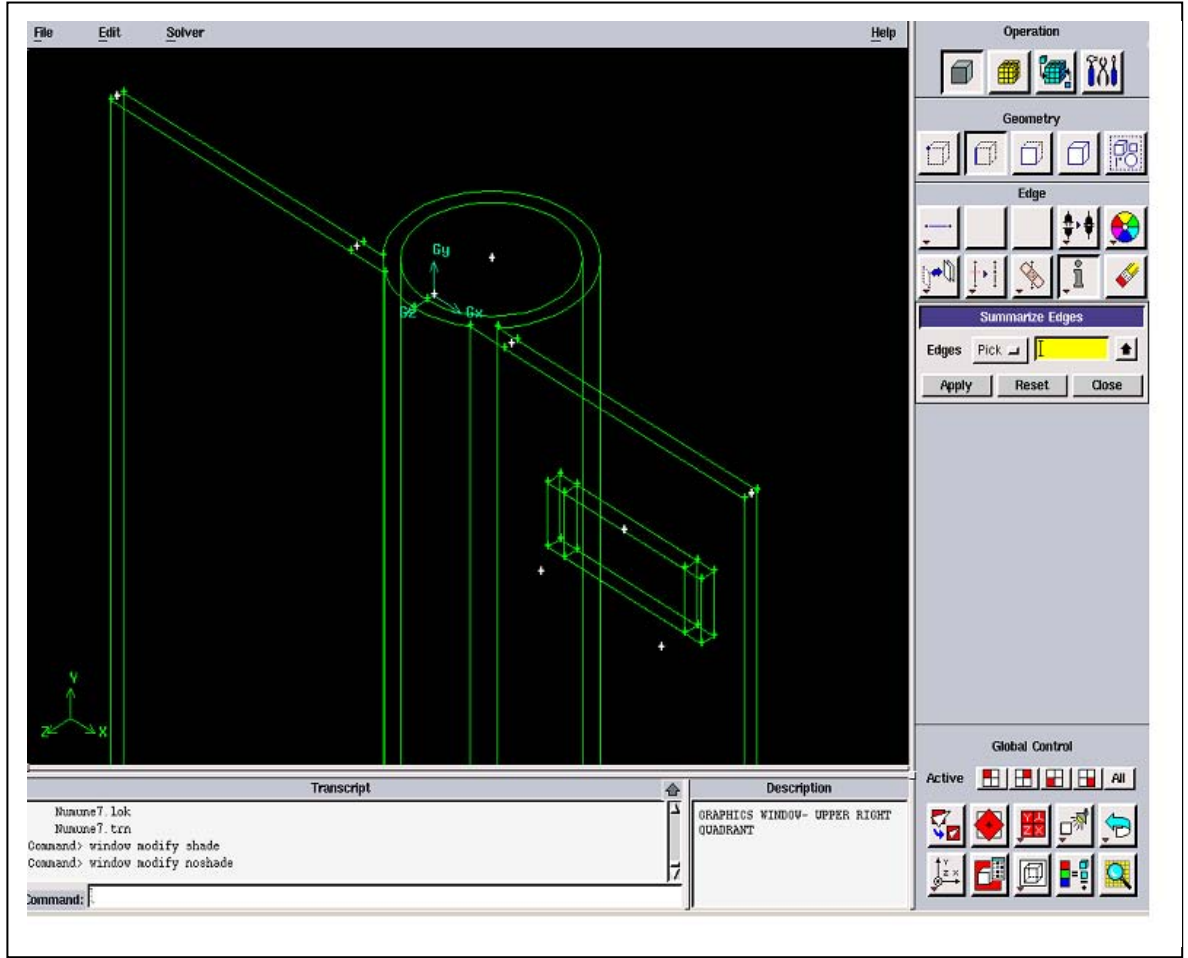 File Edit Solver Help
Gy
Gz Gx
Y
Z X
Transcript
Numune7.lok
Numune7.trn
Command> window modify shade
Command> window modify noshade
Command:
Description
GRAPHICS WINDOW- UPPER RIGHT
QUADRANT
Operation
Geometry
Edge
Summarize Edges
Edges Pick
Apply Reset Close
Global Control
Active All